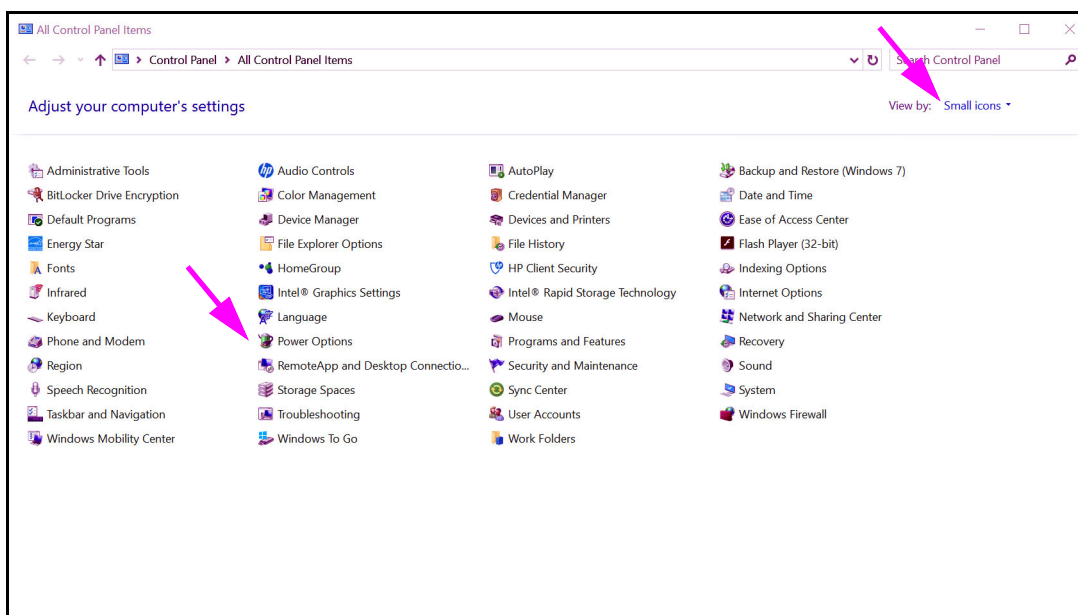 All Control Panel Items
Control Panel > All Control Panel Items
Search Control Panel
Adjust your computer's settings
View by: Small icons
Administrative Tools
Audio Controls
AutoPlay
Backup and Restore (Windows 7)
BitLocker Drive Encryption
Color Management
Credential Manager
Date and Time
Default Programs
Device Manager
Devices and Printers
Ease of Access Center
Energy Star
File Explorer Options
File History
Flash Player (32-bit)
Fonts
HomeGroup
HP Client Security
Indexing Options
Infrared
Intel® Graphics Settings
Intel® Rapid Storage Technology
Internet Options
Keyboard
Language
Mouse
Network and Sharing Center
Phone and Modem
Power Options
Programs and Features
Recovery
Region
RemoteApp and Desktop Connectio...
Security and Maintenance
Sound
Speech Recognition
Storage Spaces
Sync Center
System
Taskbar and Navigation
Troubleshooting
User Accounts
Windows Firewall
Windows Mobility Center
Windows To Go
Work Folders